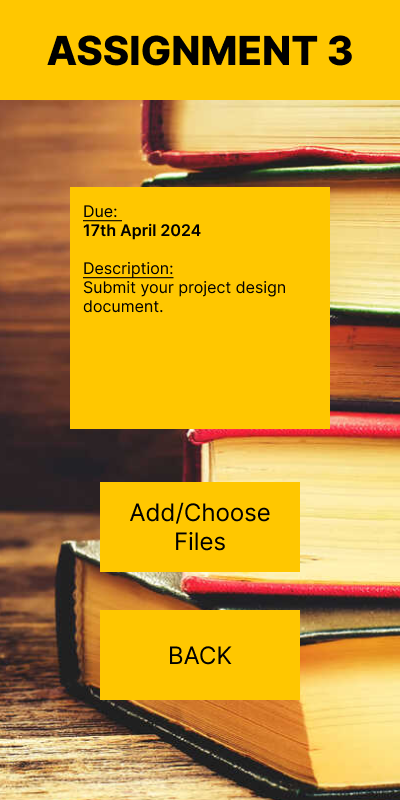 ASSIGNMENT 3
Due:
17th April 2024
Description:
Submit your project design
document.
Add/Choose
Files
BACK